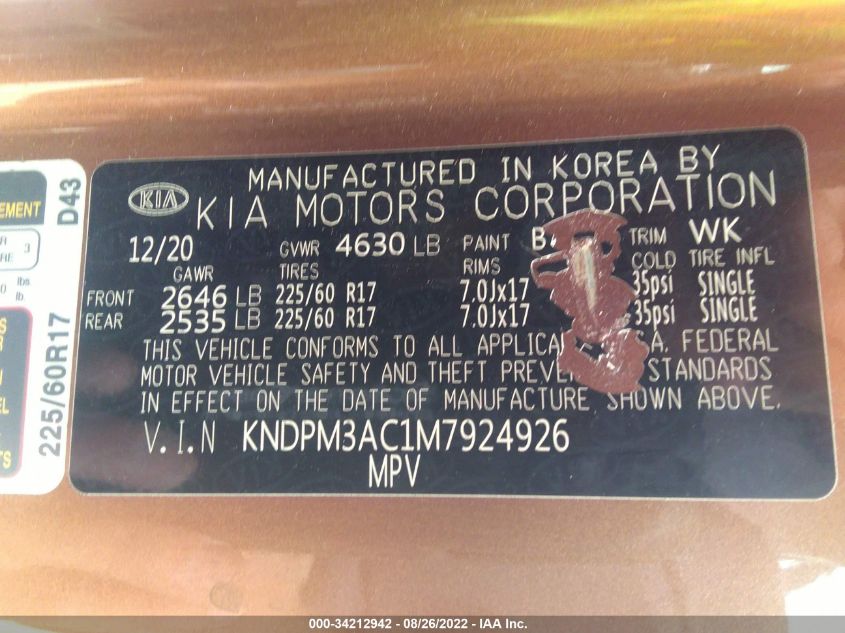 MANUFACTURED IN KOREA BY
KIA KIA MOTORS CORPORATION
12/20 GVWR 4630 LB PAINT TRIM WK
GAWR TIRES RIMS COLD TIRE INFL
FRONT 2646 LB 225/60 R17 7.0Jx17 35psi SINGLE
REAR 2535 LB 225/60 R17 7.0Jx17 35psi SINGLE
THIS VEHICLE CONFORMS TO ALL FEDERAL
MOTOR VEHICLE SAFETY AND THEFT STANDARDS
IN EFFECT ON THE DATE OF MANUFACTURE SHOWN ABOVE.
V.I.N KNDPM3AC1M7924926
MPV
D43
225/60R17
3
lbs
000-34212942 - 08/26/2022 - IAA Inc.